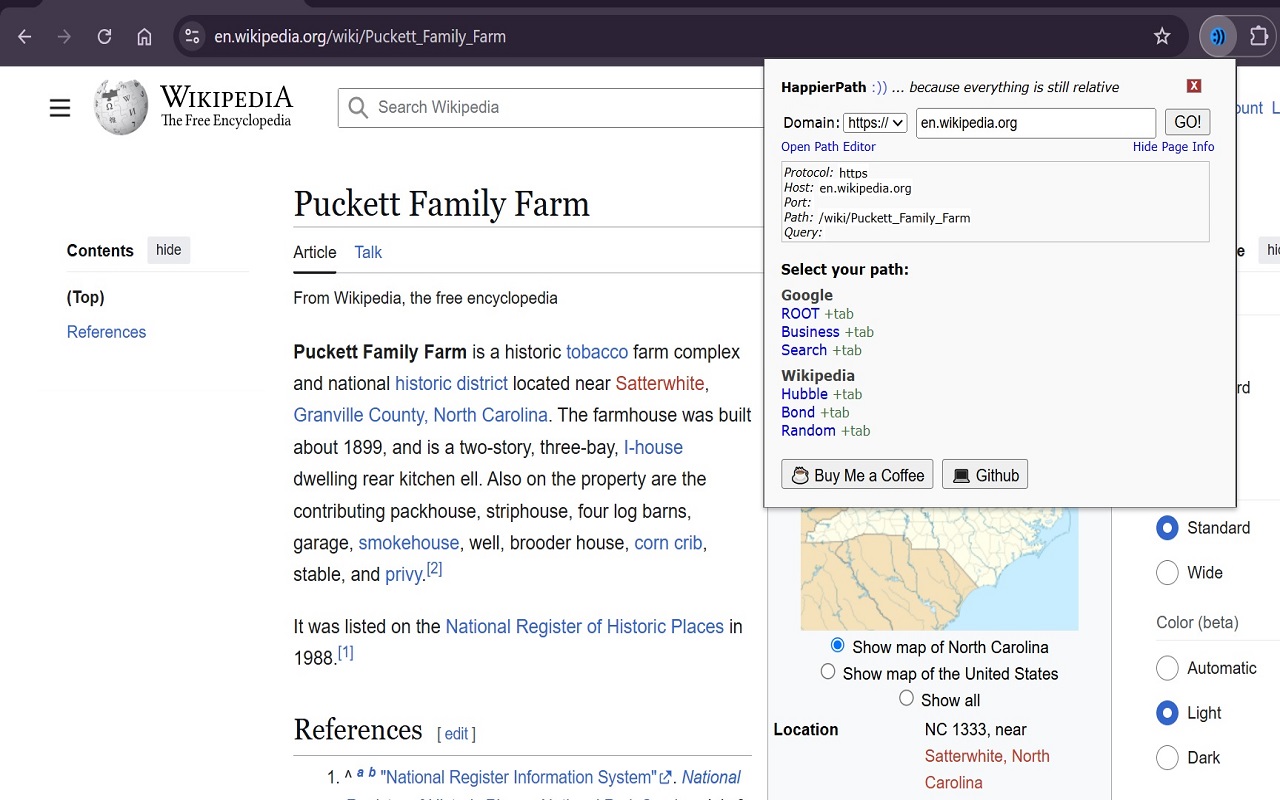 en.wikipedia.org/wiki/Puckett_Family_Farm
WIKIPEDIA
The Free Encyclopedia
Search Wikipedia
Contents hide
(Top)
References
Puckett Family Farm
Article Talk
From Wikipedia, the free encyclopedia
Puckett Family Farm is a historic tobacco farm complex
and national historic district located near Satterwhite,
Granville County, North Carolina. The farmhouse was built
about 1899, and is a two-story, three-bay, I-house
dwelling rear kitchen ell. Also on the property are the
contributing packhouse, striphouse, four log barns,
garage, smokehouse, well, brooder house, corn crib,
stable, and privy.[2]
It was listed on the National Register of Historic Places in
1988.[1]
References [ edit ]
1. ^ a b "National Register Information System". National
HappierPath :)) ... because everything is still relative X
Domain: https:// en.wikipedia.org GO!
Open Path Editor Hide Page Info
Protocol: https
Host: en.wikipedia.org
Port:
Path: /wiki/Puckett_Family_Farm
Query:
Select your path:
Google
ROOT +tab
Business +tab
Search +tab
Wikipedia
Hubble +tab
Bond +tab
Random +tab
Buy Me a Coffee Github
Show map of North Carolina
Show map of the United States
Show all
Location NC 1333, near
Satterwhite, North
Carolina
Standard
Wide
Color (beta)
Automatic
Light
Dark